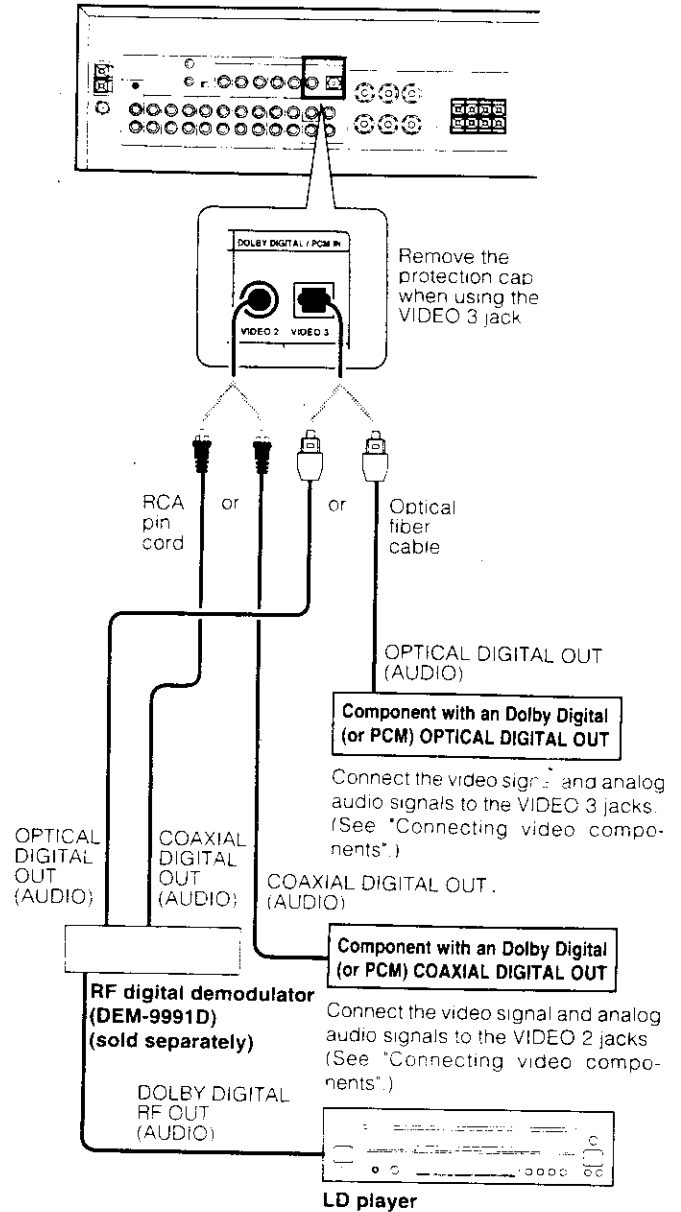 DOLBY DIGITAL / PCM IN
VIDEO 2 VIDEO 3
Remove the
protection cap
when using the
VIDEO 3 jack
RCA
pin
cord
or
or
Optical
fiber
cable
OPTICAL DIGITAL OUT
(AUDIO)
Component with an Dolby Digital
(or PCM) OPTICAL DIGITAL OUT
Connect the video and analog
audio signals to the VIDEO 3 jacks.
(See "Connecting video compo-
nents".)
OPTICAL
DIGITAL
OUT
(AUDIO)
COAXIAL
DIGITAL
OUT
(AUDIO)
COAXIAL DIGITAL OUT
(AUDIO)
Component with an Dolby Digital
(or PCM) COAXIAL DIGITAL OUT
Connect the video signal and analog
audio signals to the VIDEO 2 jacks
(See "Connecting video compo-
nents".)
RF digital demodulator
(DEM-9991D)
(sold separately)
DOLBY DIGITAL
RF OUT
(AUDIO)
LD player